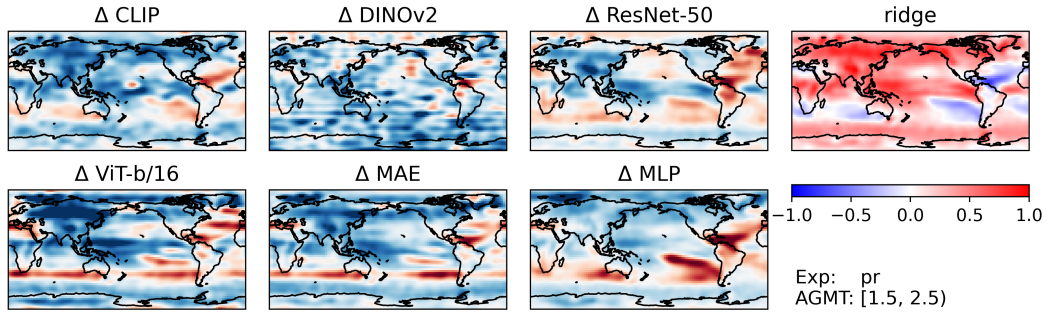 Δ CLIP
Δ DINOv2
Δ ResNet-50
ridge
Δ ViT-b/16
Δ MAE
Δ MLP
−1.0 −0.5 0.0 0.5 1.0
Exp: pr
AGMT: [1.5, 2.5)